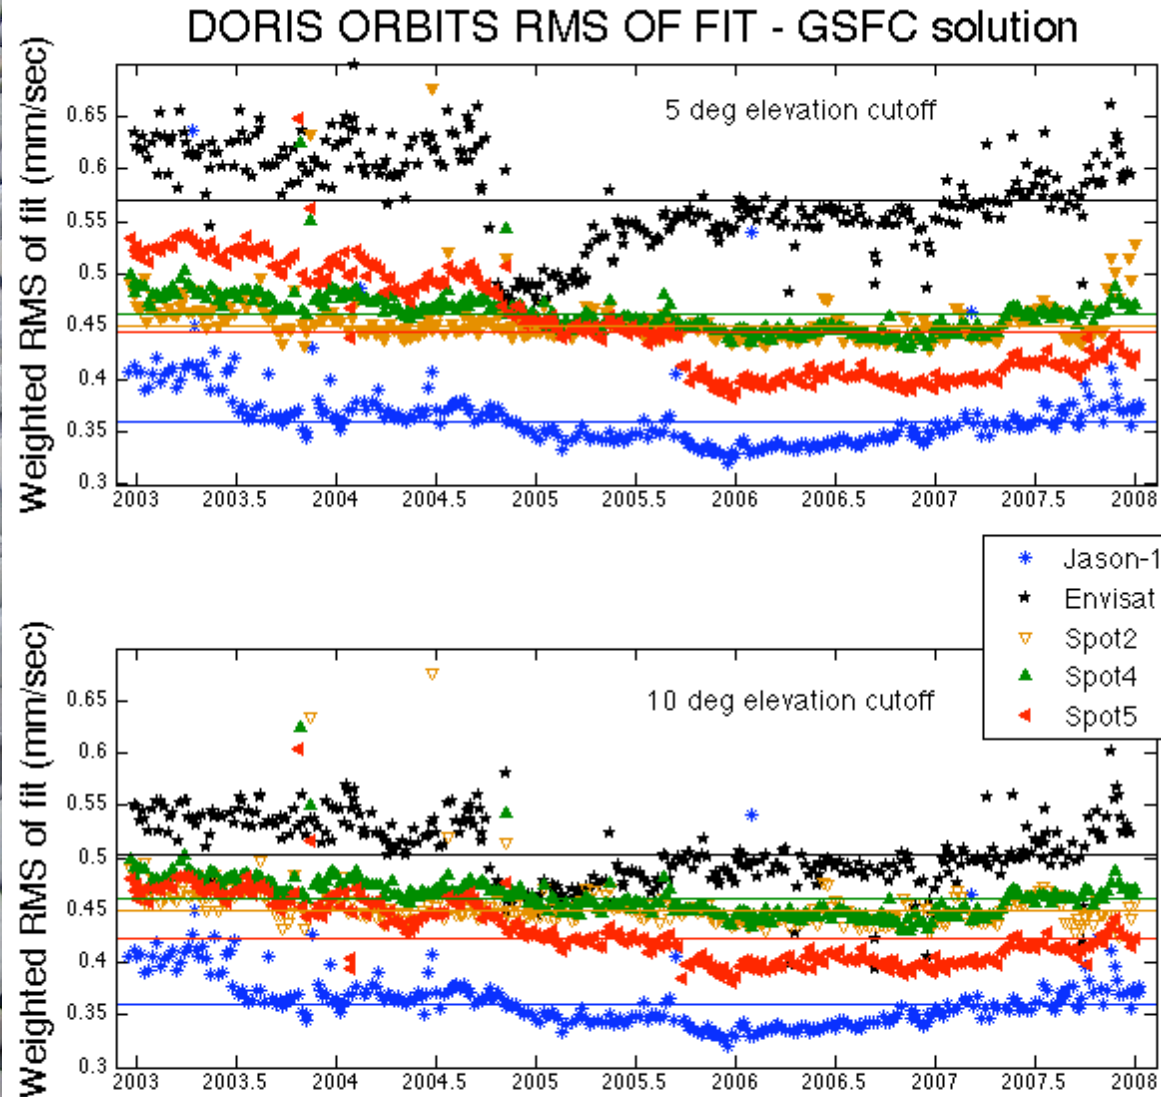 DORIS ORBITS RMS OF FIT - GSFC solution
Weighted RMS of fit (mm/sec)
5 deg elevation cutoff
0.65
0.6
0.55
0.5
0.45
0.4
0.35
0.3
2003 2003.5 2004 2004.5 2005 2005.5 2006 2006.5 2007 2007.5 2008
Jason-1
Envisat
Spot2
Spot4
Spot5
Weighted RMS of fit (mm/sec)
10 deg elevation cutoff
0.65
0.6
0.55
0.5
0.45
0.4
0.35
0.3
2003 2003.5 2004 2004.5 2005 2005.5 2006 2006.5 2007 2007.5 2008